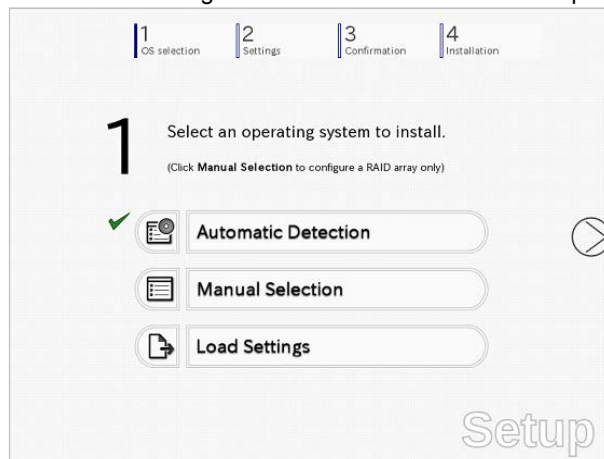 1
OS selection
2
Settings
3
Confirmation
4
Installation
1
Select an operating system to install.
(Click Manual Selection to configure a RAID array only)
Automatic Detection
Manual Selection
Load Settings
Setup